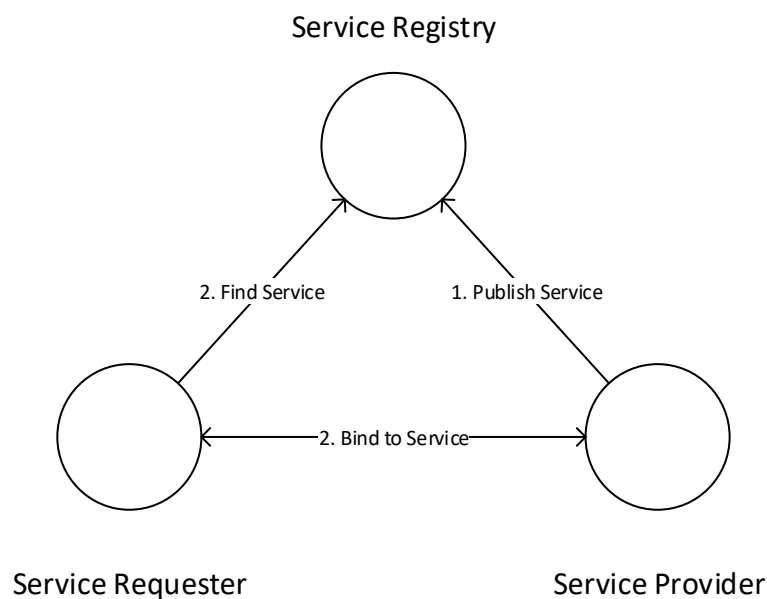 Service Registry
2. Find Service
1. Publish Service
2. Bind to Service
Service Requester
Service Provider